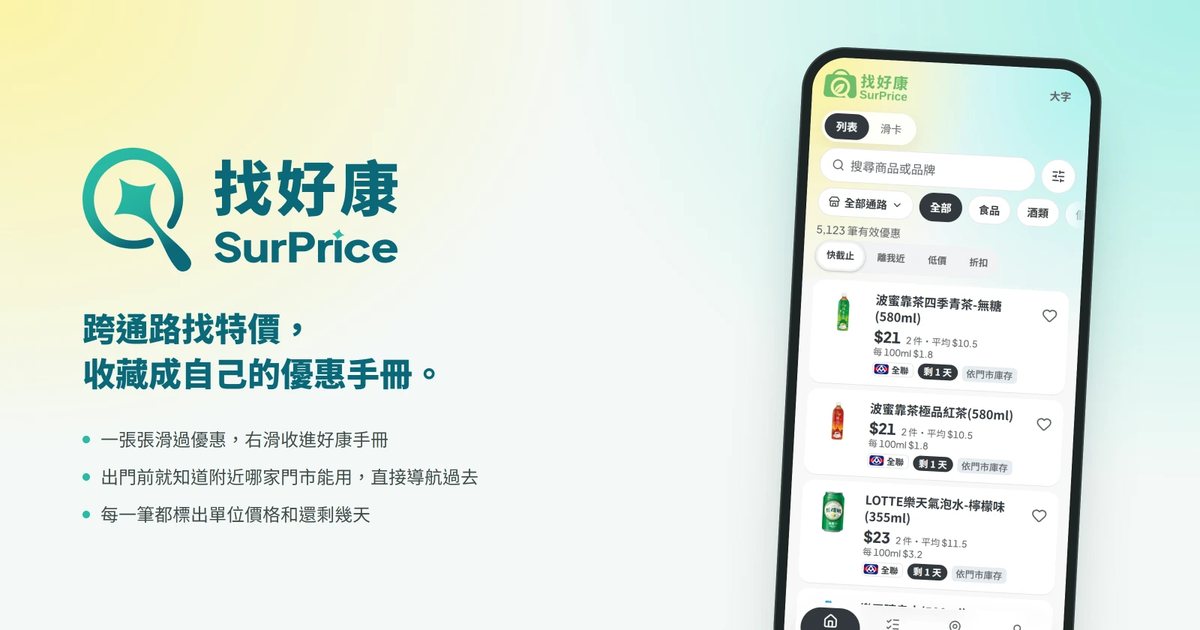 找好康
SurPrice
跨通路找特價，
收藏成自己的優惠手冊。
一張張滑過優惠，右滑收進好康手冊
出門前就知道附近哪家門市能用，直接導航過去
每一筆都標出單位價格和還剩幾天
找好康
SurPrice
大字
列表 滑卡
搜尋商品或品牌
全部通路 全部 食品 酒類
5,123 筆有效優惠
快截止 離我近 低價 折扣
波蜜靠茶四季青茶-無糖
(580ml)
$21 2 件・平均 $10.5
每 100ml $1.8
全聯 剩 1 天 依門市庫存
波蜜靠茶極品紅茶(580ml)
$21 2 件・平均 $10.5
每 100ml $1.8
全聯 剩 1 天 依門市庫存
LOTTE樂天氣泡水-檸檬味
(355ml)
$23 2 件・平均 $11.5
每 100ml $3.2
全聯 剩 1 天 依門市庫存